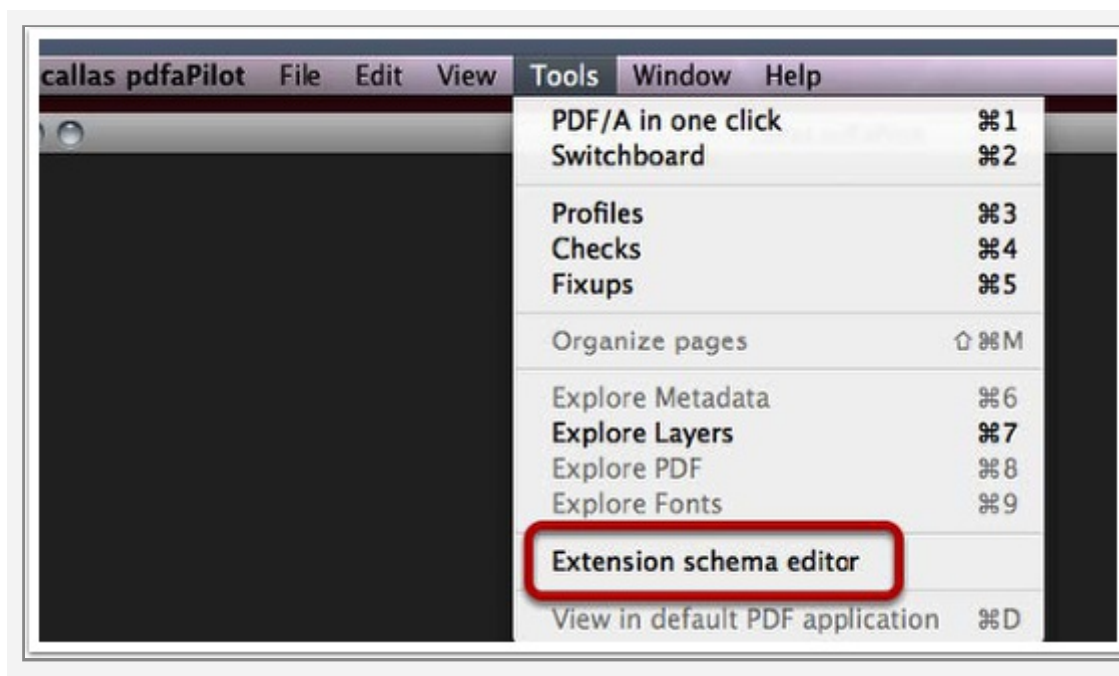 callas pdfaPilot File Edit View Tools Window Help
PDF/A in one click ⌘1
Switchboard ⌘2
Profiles ⌘3
Checks ⌘4
Fixups ⌘5
Organize pages ⇧⌘M
Explore Metadata ⌘6
Explore Layers ⌘7
Explore PDF ⌘8
Explore Fonts ⌘9
Extension schema editor
View in default PDF application ⌘D